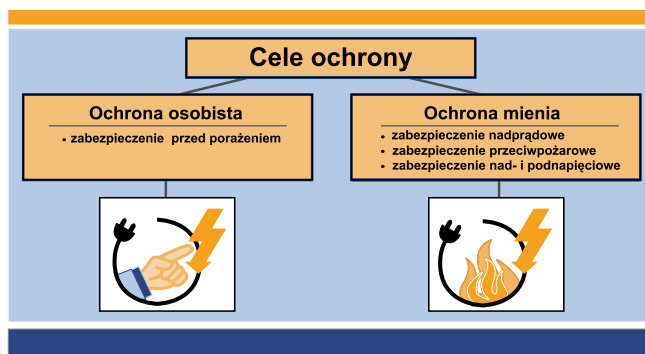 Cele ochrony
Ochrona osobista
• zabezpieczenie przed porażeniem
Ochrona mienia
• zabezpieczenie nadprądowe
• zabezpieczenie przeciwpożarowe
• zabezpieczenie nad- i podnapięciowe